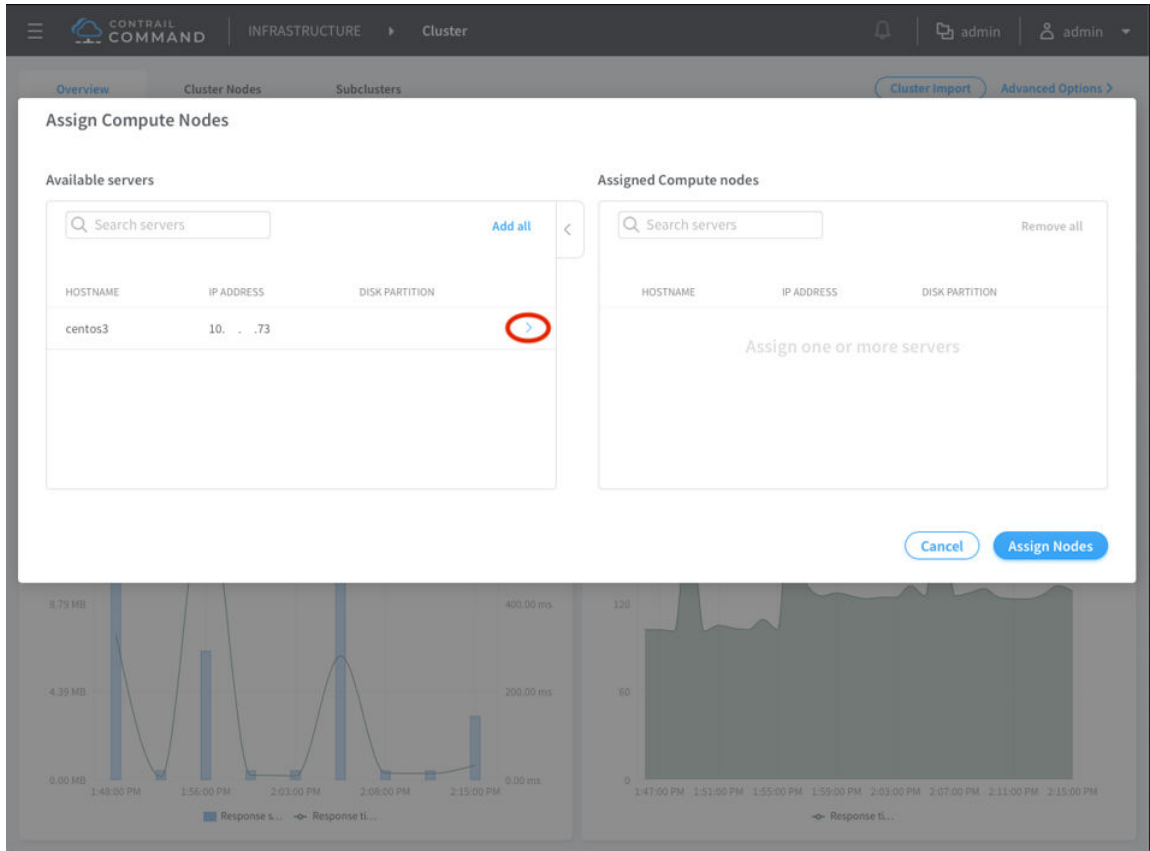 CONTRAIL
COMMAND
INFRASTRUCTURE
Cluster
admin
admin
Overview
Cluster Nodes
Subclusters
Cluster Import
Advanced Options >
Assign Compute Nodes
Available servers
Search servers
Add all
HOSTNAME IP ADDRESS DISK PARTITION
centos3 10. . .73
Assigned Compute nodes
Search servers
Remove all
HOSTNAME IP ADDRESS DISK PARTITION
Assign one or more servers
Cancel
Assign Nodes
8.79 MB
4.39 MB
0.00 MB
400.00 ms
200.00 ms
0.00 ms
1:48:00 PM 1:56:00 PM 2:03:00 PM 2:08:00 PM 2:15:00 PM
Response s... Response ti...
120
60
0
1:47:00 PM 1:51:00 PM 1:55:00 PM 1:59:00 PM 2:03:00 PM 2:07:00 PM 2:11:00 PM 2:15:00 PM
Response ti...